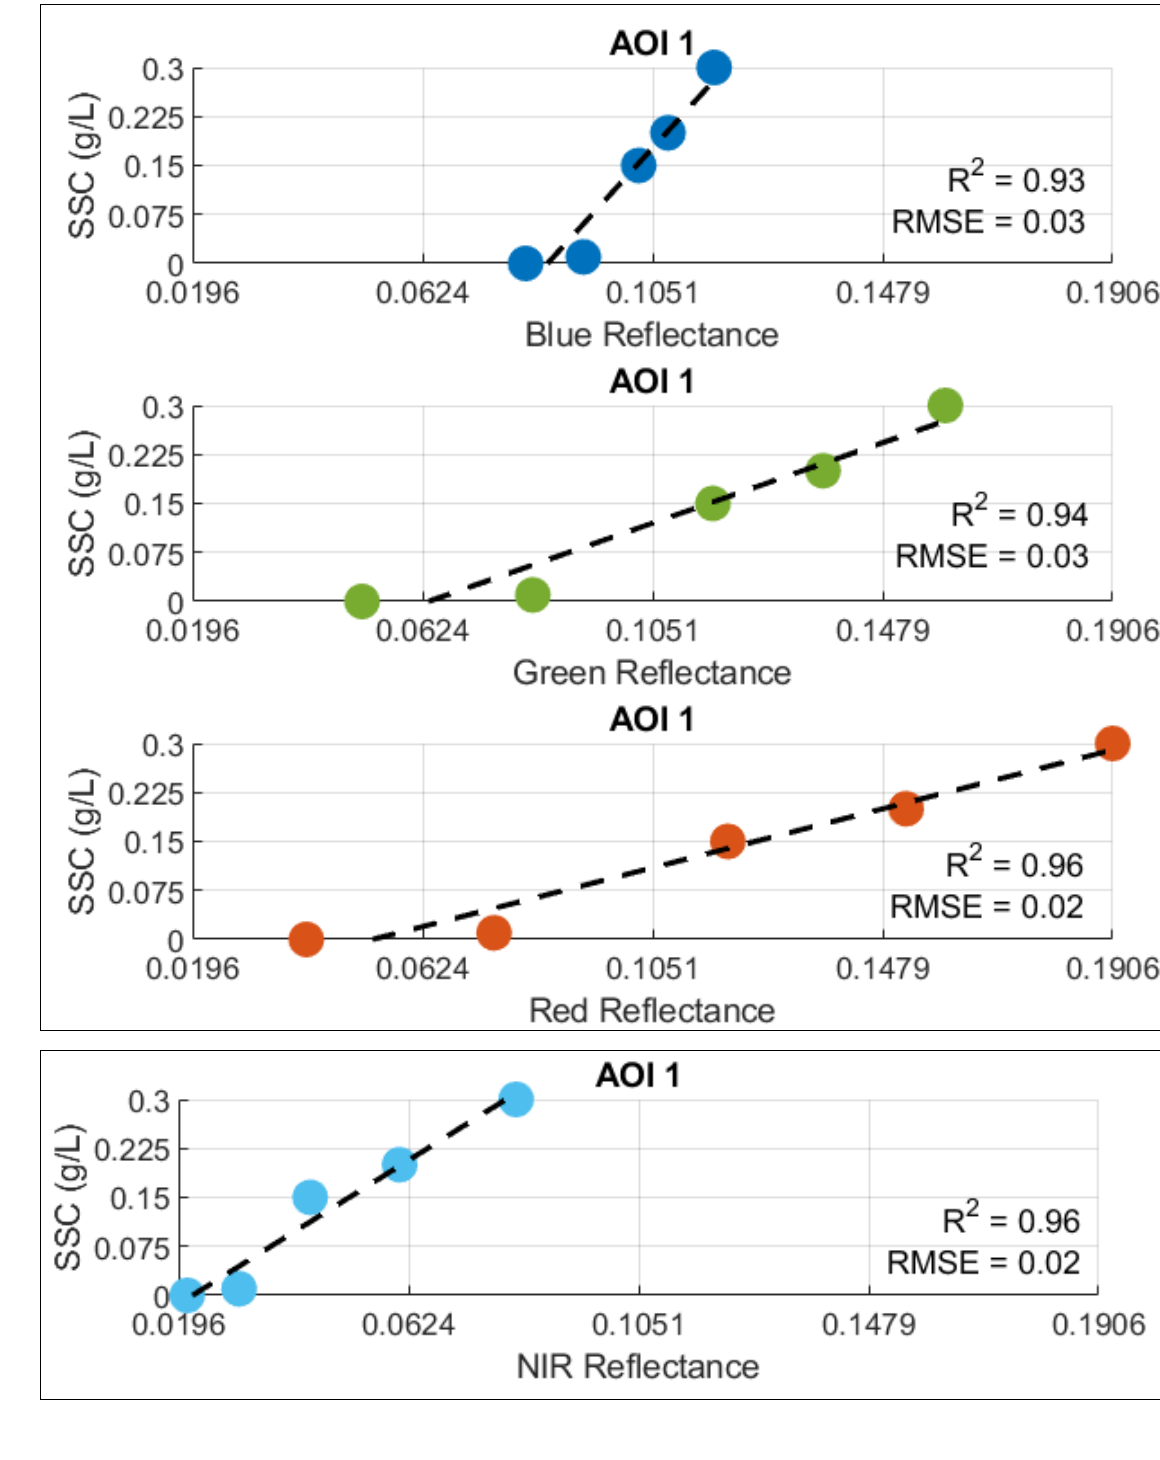 AOI 1
0.3
0.225
0.15
0.075
0
SSC (g/L)
R² = 0.93
RMSE = 0.03
0.0196 0.0624 0.1051 0.1479 0.1906
Blue Reflectance
AOI 1
0.3
0.225
0.15
0.075
0
SSC (g/L)
R² = 0.94
RMSE = 0.03
0.0196 0.0624 0.1051 0.1479 0.1906
Green Reflectance
AOI 1
0.3
0.225
0.15
0.075
0
SSC (g/L)
R² = 0.96
RMSE = 0.02
0.0196 0.0624 0.1051 0.1479 0.1906
Red Reflectance
AOI 1
0.3
0.225
0.15
0.075
0
SSC (g/L)
R² = 0.96
RMSE = 0.02
0.0196 0.0624 0.1051 0.1479 0.1906
NIR Reflectance